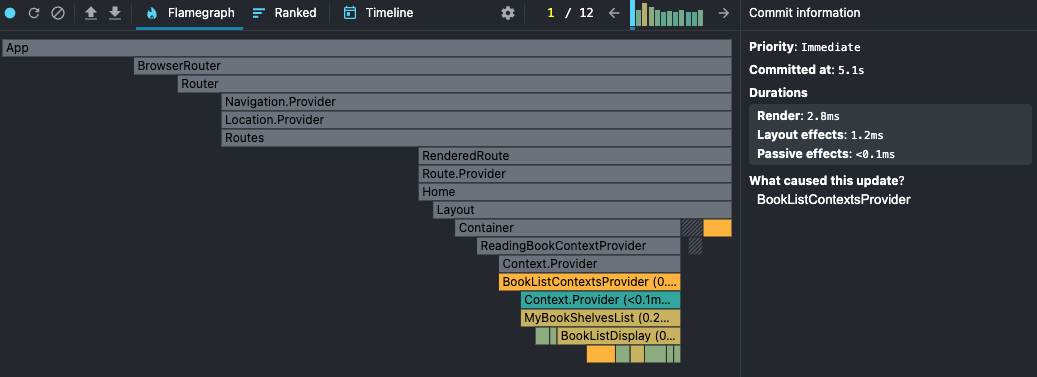 Flamegraph Ranked Timeline 1 / 12 Commit information
App
BrowserRouter
Router
Navigation.Provider
Location.Provider
Routes
RenderedRoute
Route.Provider
Home
Layout
Container
ReadingBookContextProvider
Context.Provider
BookListContextsProvider (0....
Context.Provider (<0.1m...
MyBookShelvesList (0.2...
BookListDisplay (0...
Priority: Immediate
Committed at: 5.1s
Durations
Render: 2.8ms
Layout effects: 1.2ms
Passive effects: <0.1ms
What caused this update?
BookListContextsProvider